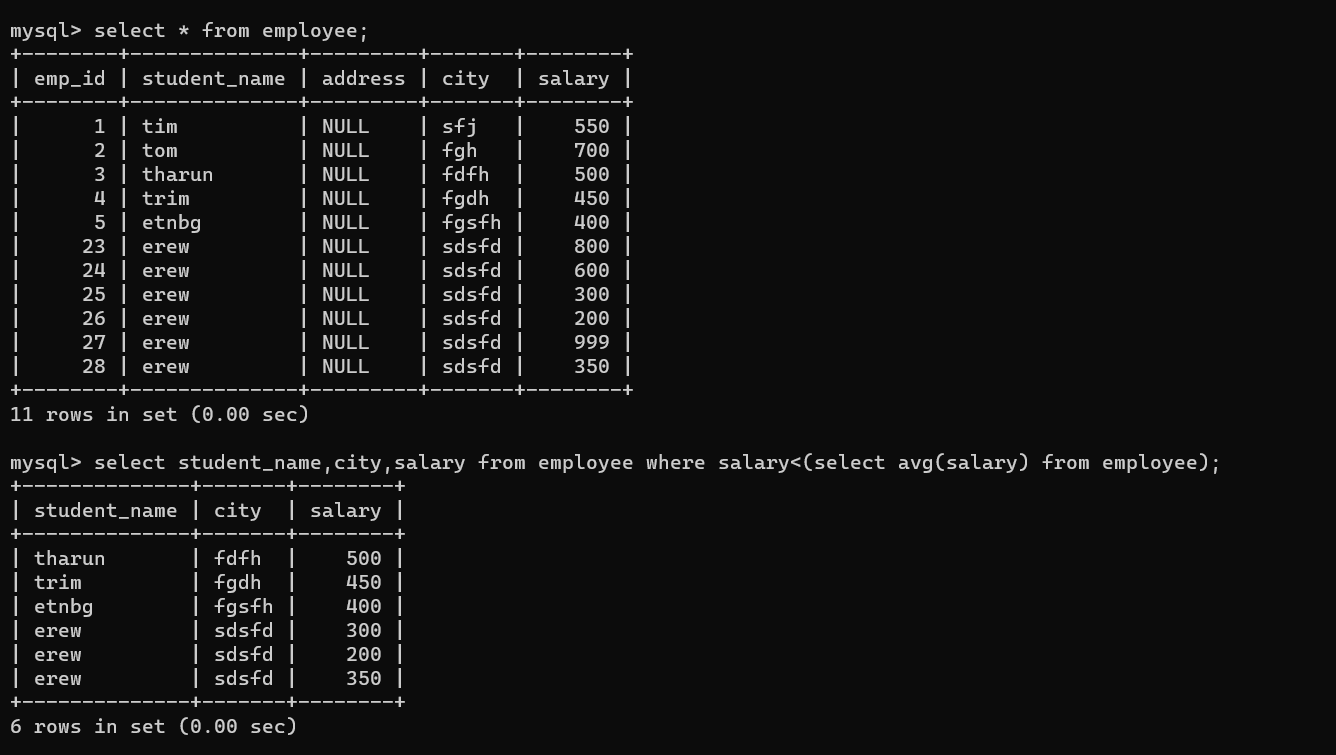 mysql> select * from employee;
+--------+--------------+---------+-------+--------+
| emp_id | student_name | address | city  | salary |
+--------+--------------+---------+-------+--------+
|      1 | tim          | NULL    | sfj   |    550 |
|      2 | tom          | NULL    | fgh   |    700 |
|      3 | tharun       | NULL    | fdfh  |    500 |
|      4 | trim         | NULL    | fgdh  |    450 |
|      5 | etnbg        | NULL    | fgsfh |    400 |
|     23 | erew         | NULL    | sdsfd |    800 |
|     24 | erew         | NULL    | sdsfd |    600 |
|     25 | erew         | NULL    | sdsfd |    300 |
|     26 | erew         | NULL    | sdsfd |    200 |
|     27 | erew         | NULL    | sdsfd |    999 |
|     28 | erew         | NULL    | sdsfd |    350 |
+--------+--------------+---------+-------+--------+
11 rows in set (0.00 sec)

mysql> select student_name,city,salary from employee where salary<(select avg(salary) from employee);
+--------------+-------+--------+
| student_name | city  | salary |
+--------------+-------+--------+
| tharun       | fdfh  |    500 |
| trim         | fgdh  |    450 |
| etnbg        | fgsfh |    400 |
| erew         | sdsfd |    300 |
| erew         | sdsfd |    200 |
| erew         | sdsfd |    350 |
+--------------+-------+--------+
6 rows in set (0.00 sec)